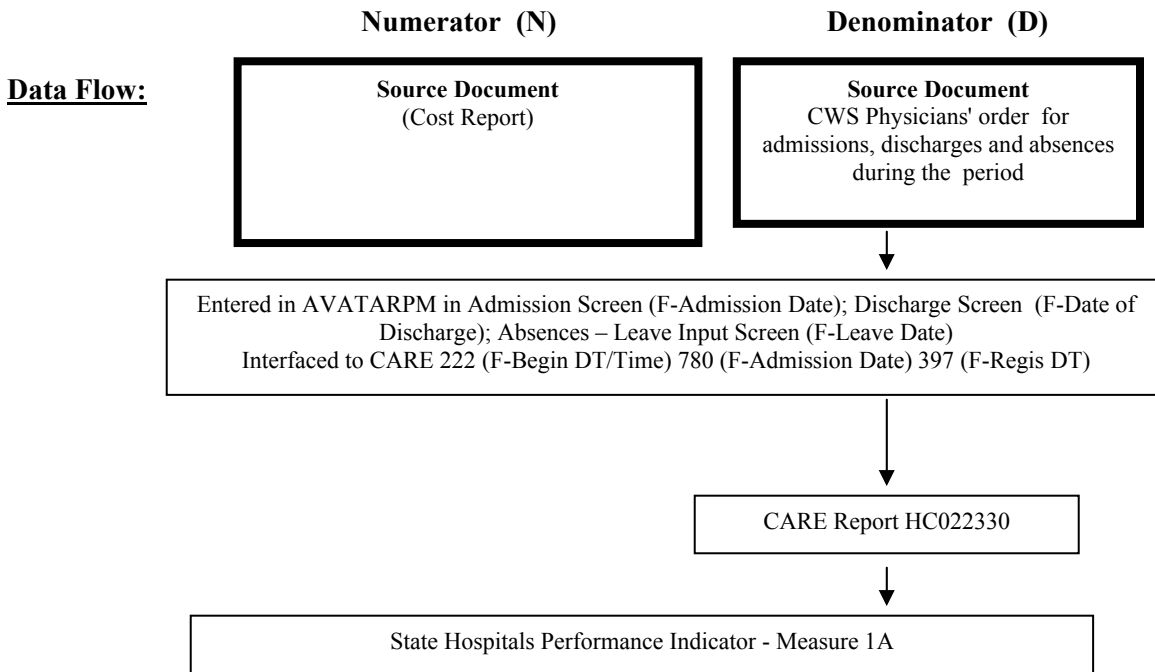 Numerator (N)
Denominator (D)
Data Flow:
Source Document
(Cost Report)
Source Document
CWS Physicians' order for
admissions, discharges and absences
during the period
Entered in AVATARPM in Admission Screen (F-Admission Date); Discharge Screen (F-Date of
Discharge); Absences – Leave Input Screen (F-Leave Date)
Interfaced to CARE 222 (F-Begin DT/Time) 780 (F-Admission Date) 397 (F-Regis DT)
CARE Report HC022330
State Hospitals Performance Indicator - Measure 1A